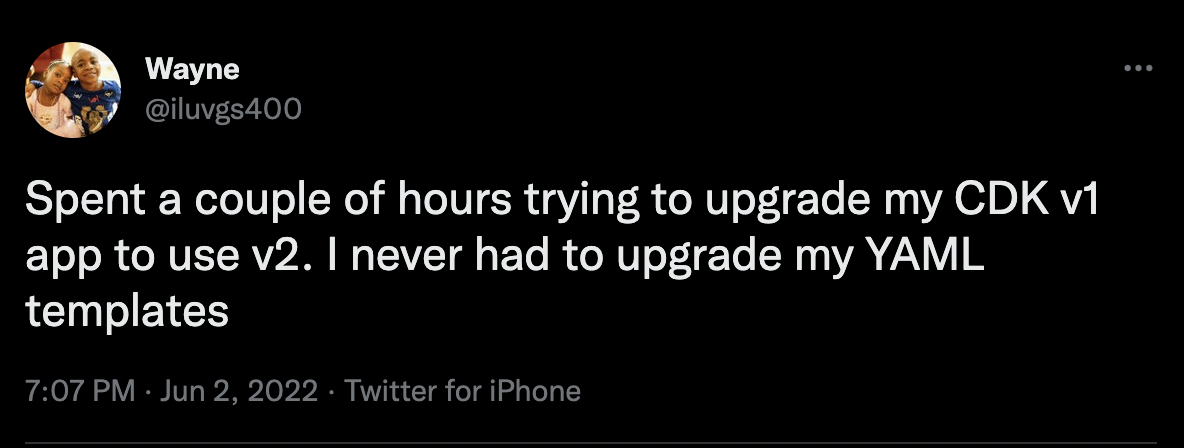 Wayne
@iluvgs400
Spent a couple of hours trying to upgrade my CDK v1
app to use v2. I never had to upgrade my YAML
templates
7:07 PM · Jun 2, 2022 · Twitter for iPhone